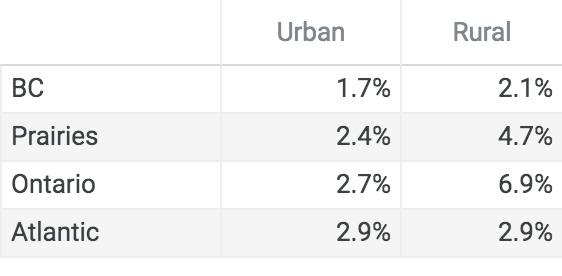 Urban Rural
BC 1.7% 2.1%
Prairies 2.4% 4.7%
Ontario 2.7% 6.9%
Atlantic 2.9% 2.9%